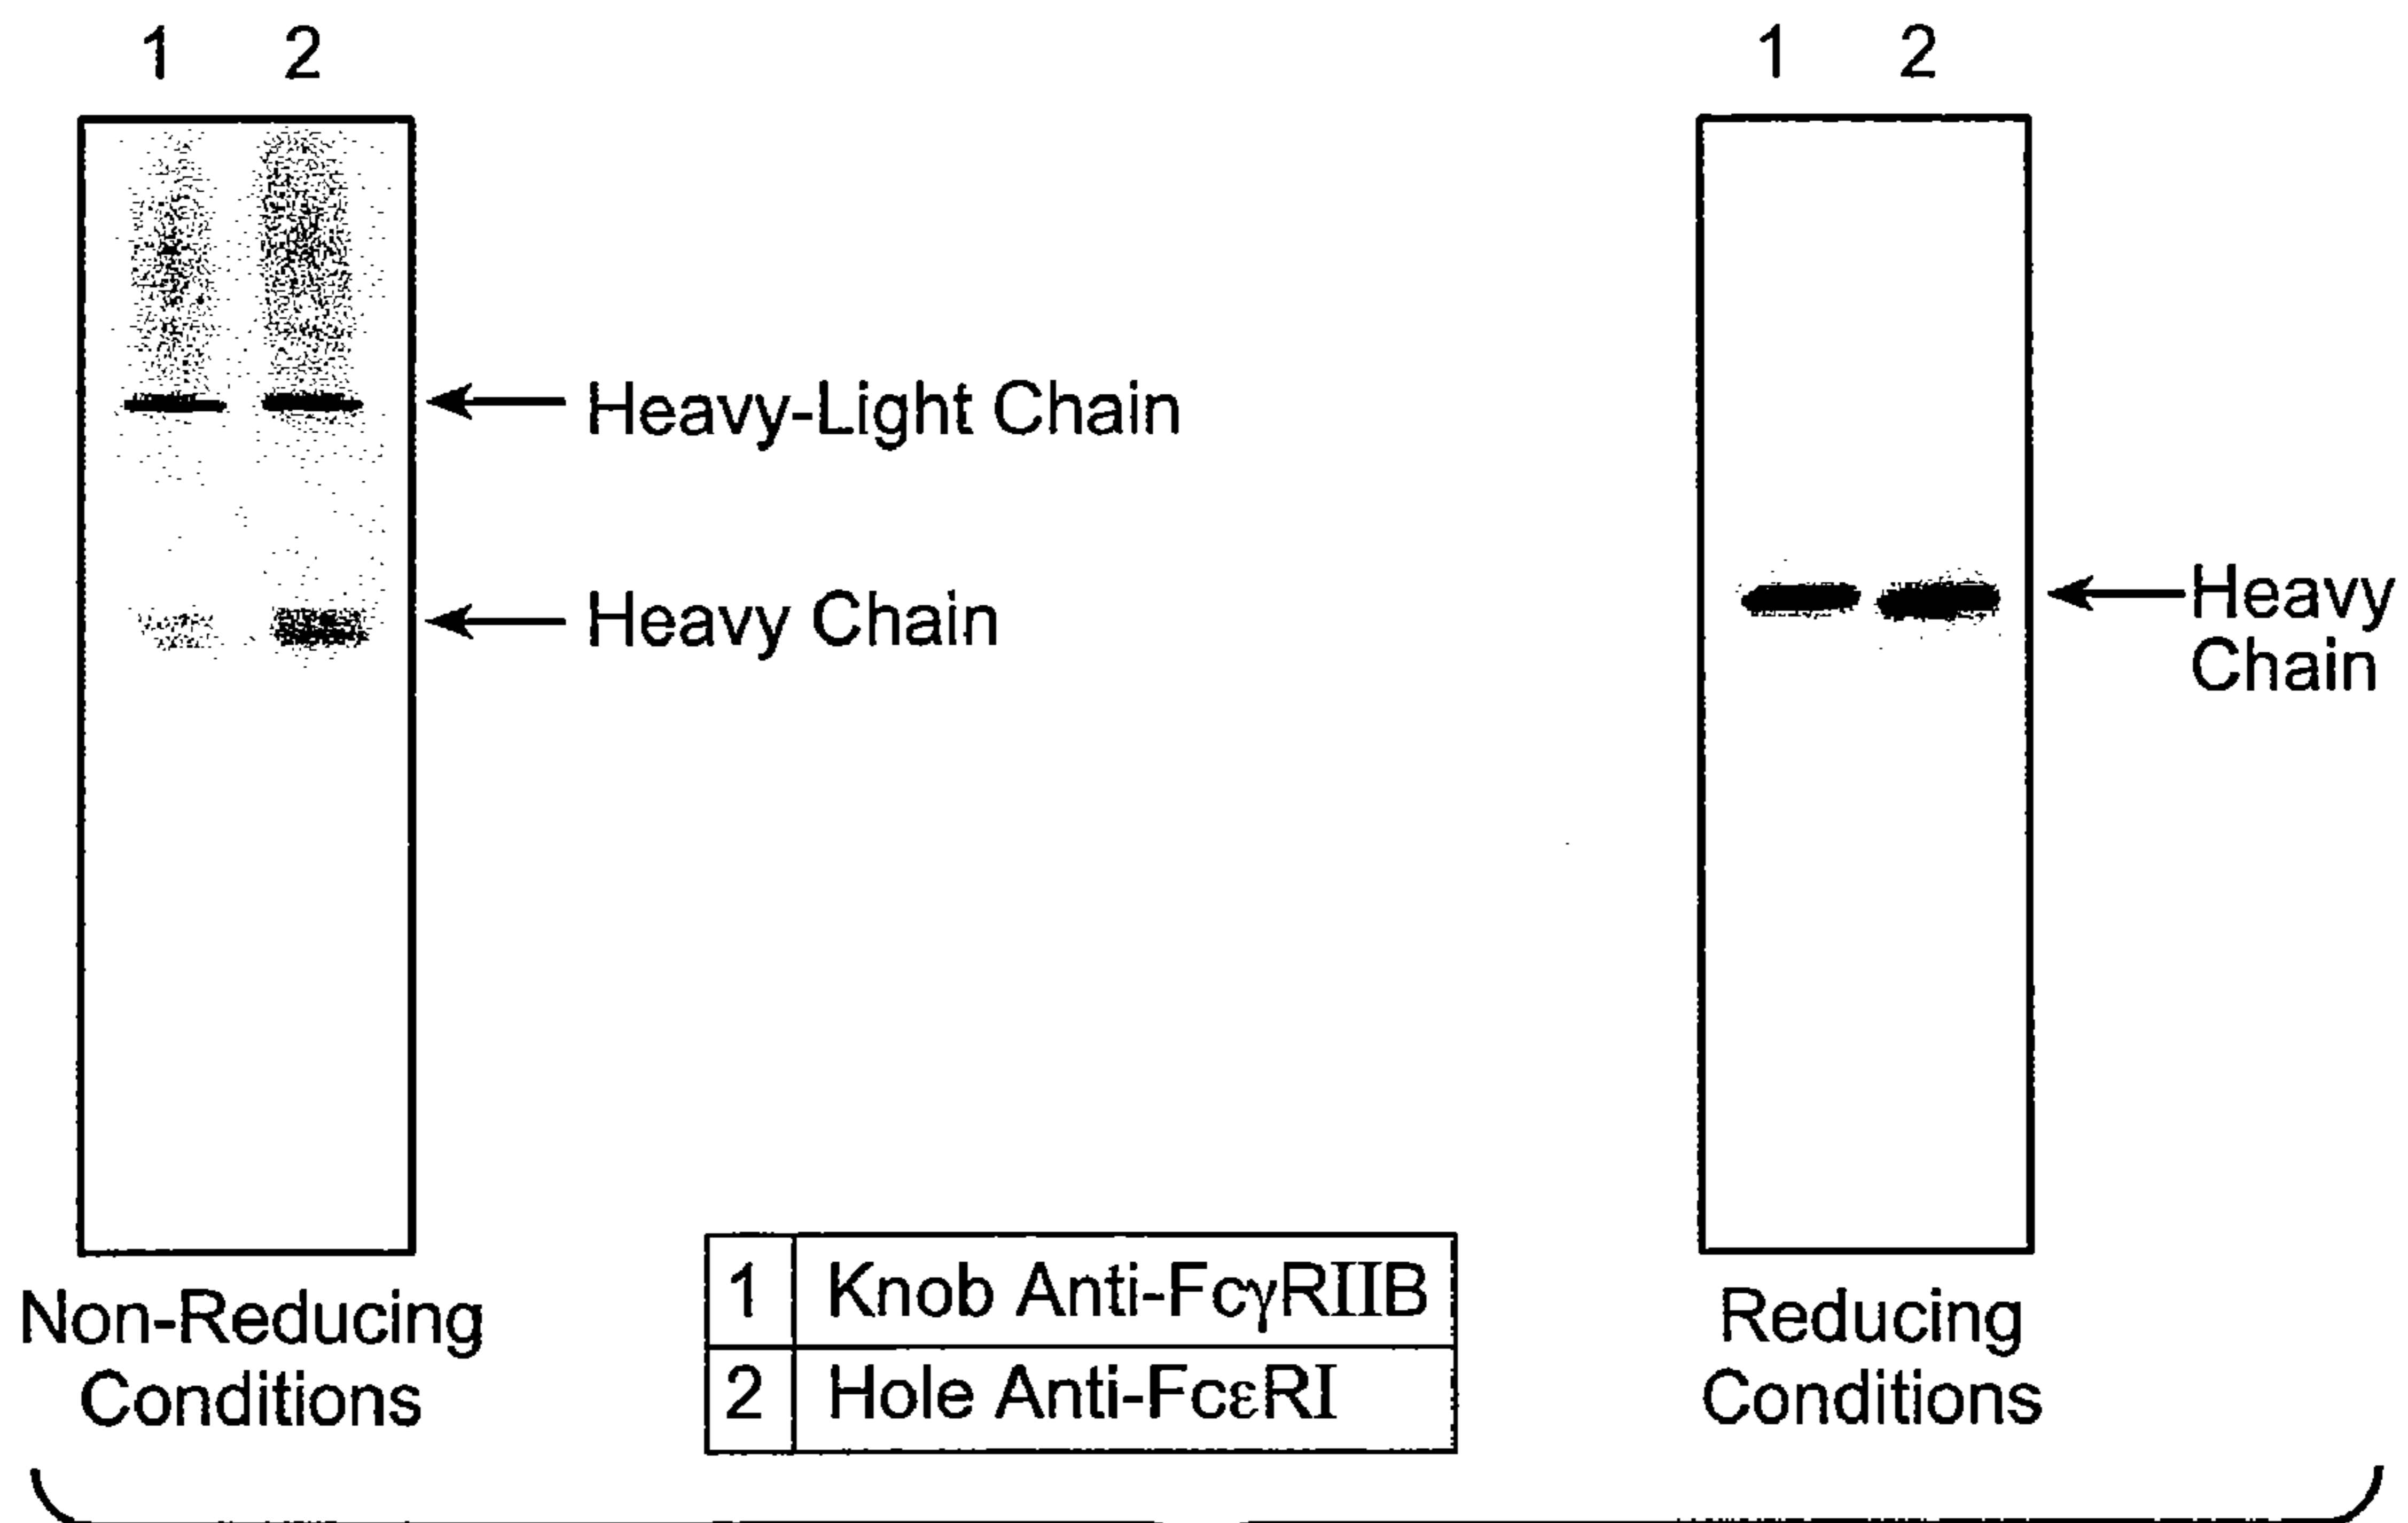 1 2
1 2
Heavy-Light Chain
Heavy Chain
Heavy
Chain
1 Knob Anti-FcγRIIB
2 Hole Anti-FcεRI
Non-Reducing
Conditions
Reducing
Conditions